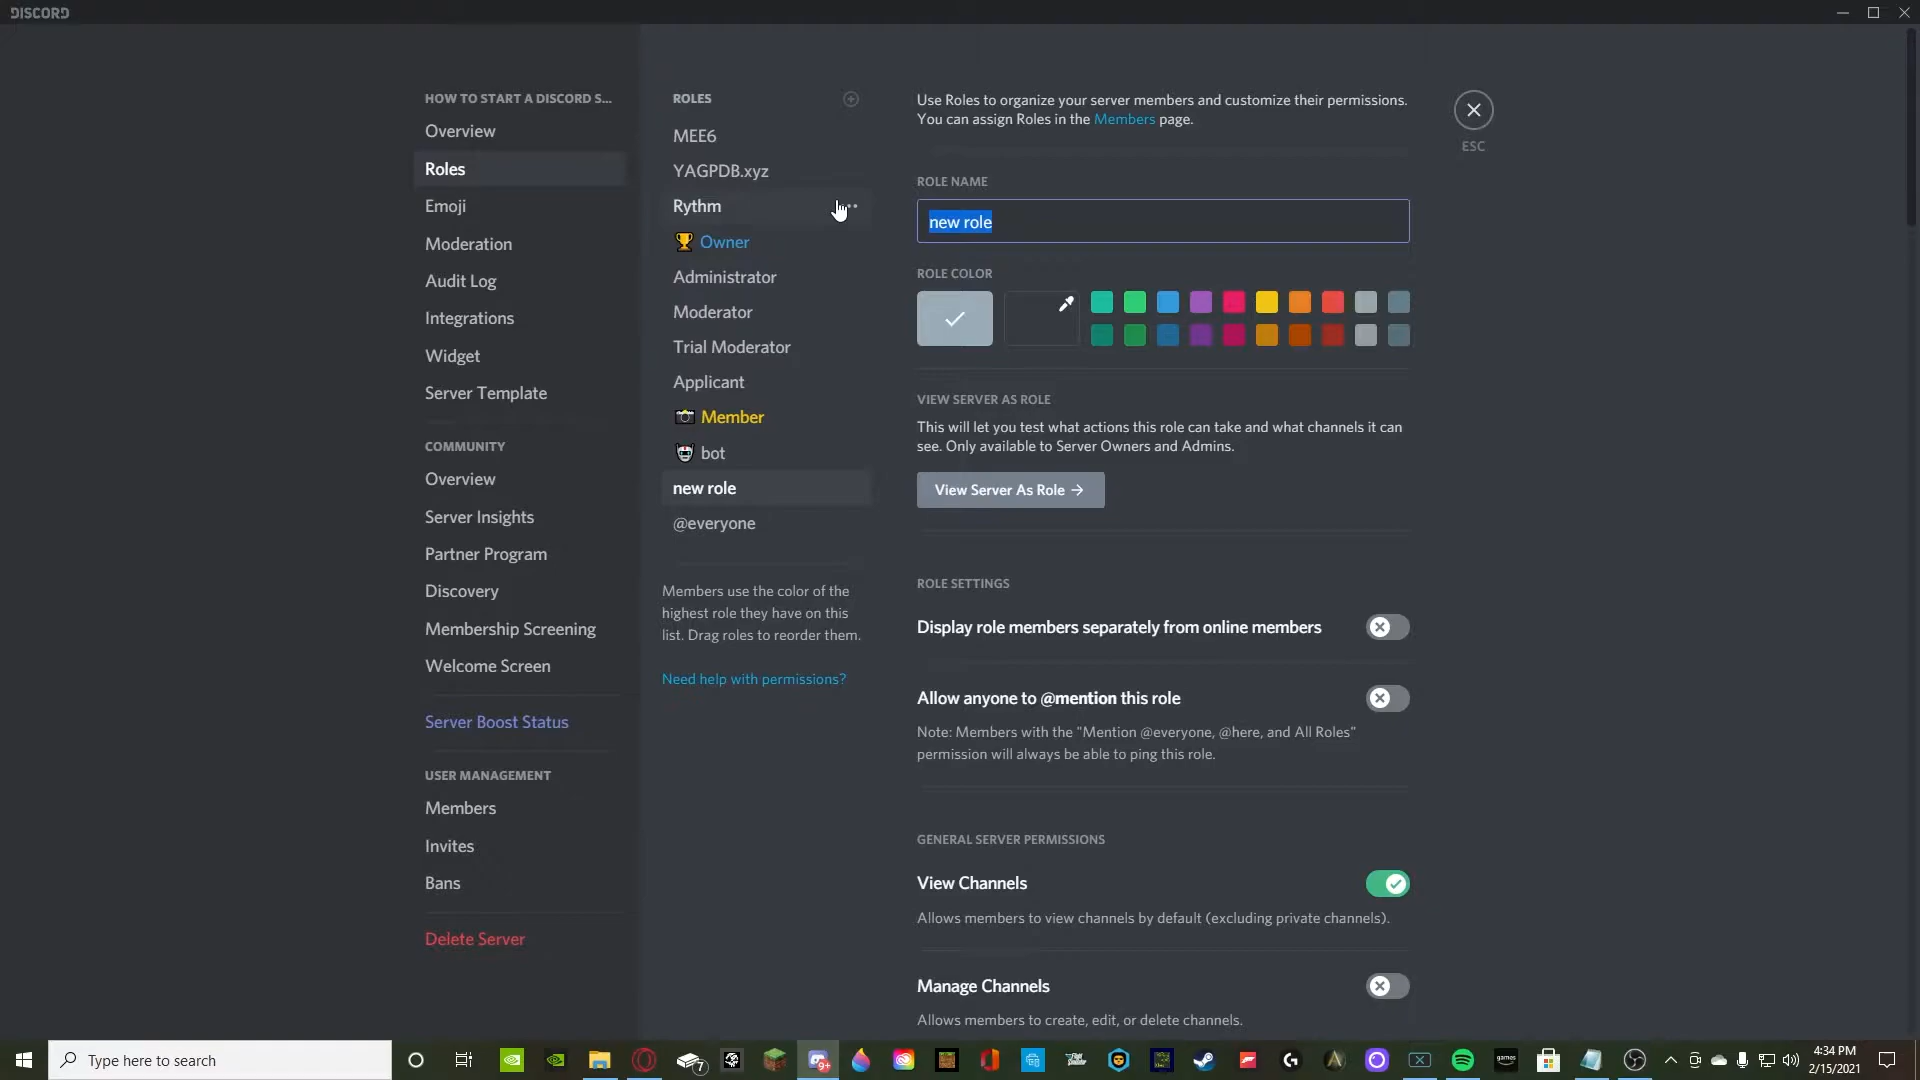 DISCORD
HOW TO START A DISCORD S...
Overview
Roles
Emoji
Moderation
Audit Log
Integrations
Widget
Server Template
COMMUNITY
Overview
Server Insights
Partner Program
Discovery
Membership Screening
Welcome Screen
Server Boost Status
USER MANAGEMENT
Members
Invites
Bans
Delete Server
ROLES
MEE6
YAGPDB.xyz
Rythm
Owner
Administrator
Moderator
Trial Moderator
Applicant
Member
bot
new role
@everyone
Members use the color of the
highest role they have on this
list. Drag roles to reorder them.
Need help with permissions?
Use Roles to organize your server members and customize their permissions.
You can assign Roles in the Members page.
ESC
ROLE NAME
new role
ROLE COLOR
VIEW SERVER AS ROLE
This will let you test what actions this role can take and what channels it can
see. Only available to Server Owners and Admins.
View Server As Role →
ROLE SETTINGS
Display role members separately from online members
Allow anyone to @mention this role
Note: Members with the "Mention @everyone, @here, and All Roles"
permission will always be able to ping this role.
GENERAL SERVER PERMISSIONS
View Channels
Allows members to view channels by default (excluding private channels).
Manage Channels
Allows members to create, edit, or delete channels.
Type here to search
7
9+
games
4:34 PM
2/15/2021